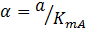 α = a/K_mA